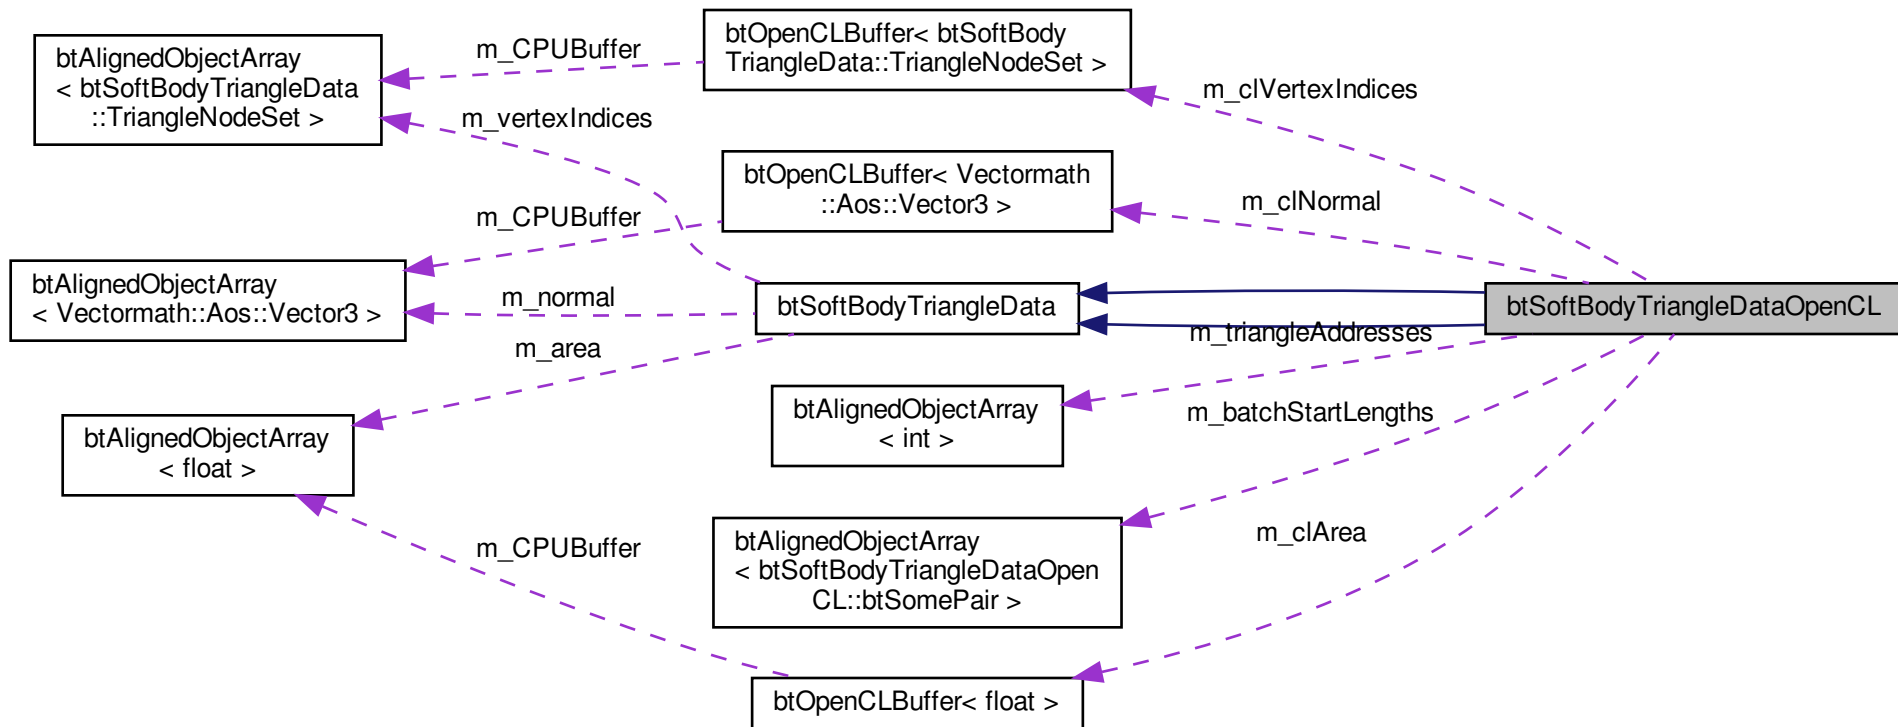 btAlignedObjectArray
< btSoftBodyTriangleData
::TriangleNodeSet >
m_CPUBuffer
btOpenCLBuffer< btSoftBody
TriangleData::TriangleNodeSet >
m_clVertexIndices
m_vertexIndices
btOpenCLBuffer< Vectormath
::Aos::Vector3 >
m_clNormal
m_CPUBuffer
btAlignedObjectArray
< Vectormath::Aos::Vector3 >
m_normal
btSoftBodyTriangleData
btSoftBodyTriangleDataOpenCL
m_area
m_triangleAddresses
btAlignedObjectArray
< float >
btAlignedObjectArray
< int >
m_batchStartLengths
m_CPUBuffer
btAlignedObjectArray
< btSoftBodyTriangleDataOpen
CL::btSomePair >
m_clArea
btOpenCLBuffer< float >